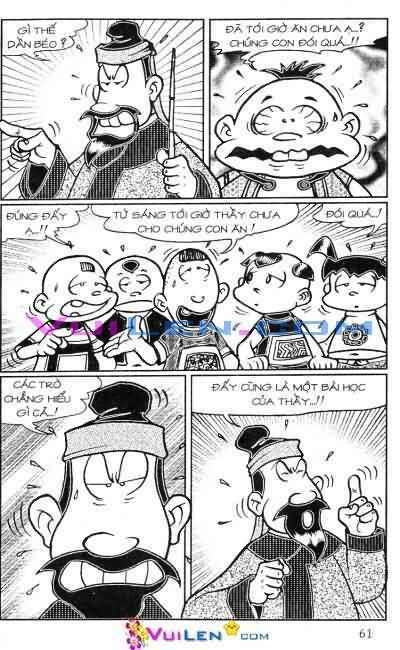 GÌ THẾ
DẦN BÉO ?
ĐÃ TỚI GIỜ ĂN CHƯA Ạ...?
CHÚNG CON ĐÓI QUÁ...!!
ĐÚNG ĐẤY
Ạ...!!
TỪ SÁNG TỚI GIỜ THẦY CHƯA
CHO CHÚNG CON ĂN !
ĐÓI QUÁ...!
VUILEN.COM
CÁC TRÒ
CHẲNG HIỂU
GÌ CẢ...!
ĐẤY CŨNG LÀ MỘT BÀI HỌC
CỦA THẦY...!!
61
VUILEN.COM